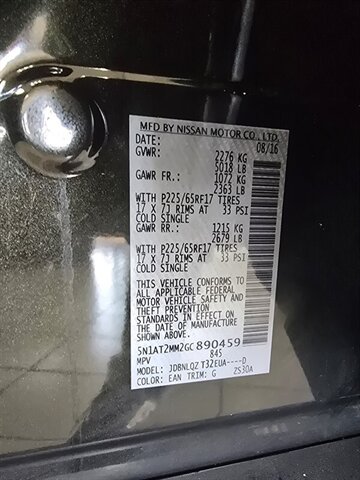 MFD BY NISSAN MOTOR CO., LTD.
DATE: 08/16
GVWR: 2276 KG
5018 LB
GAWR FR.: 1072 KG
2363 LB
WITH P225/65RF17 TIRES
17 X 7J RIMS AT 33 PSI
COLD SINGLE
GAWR RR.: 1215 KG
2679 LB
WITH P225/65RF17 TIRES
17 X 7J RIMS AT 33 PSI
COLD SINGLE
THIS VEHICLE
CONFORMS TO ALL
APPLICABLE FEDERAL
MOTOR VEHICLE SAFETY
AND THEFT PREVENTION
STANDARDS IN EFFECT
ON THE DATE OF
MANUFACTURE
SHOWN ABOVE.
5N1AT2MM2GC890459
MPV 845
MODEL: JDBNLQZ T32EUA----D
COLOR: EAN TRIM: G ZS30A